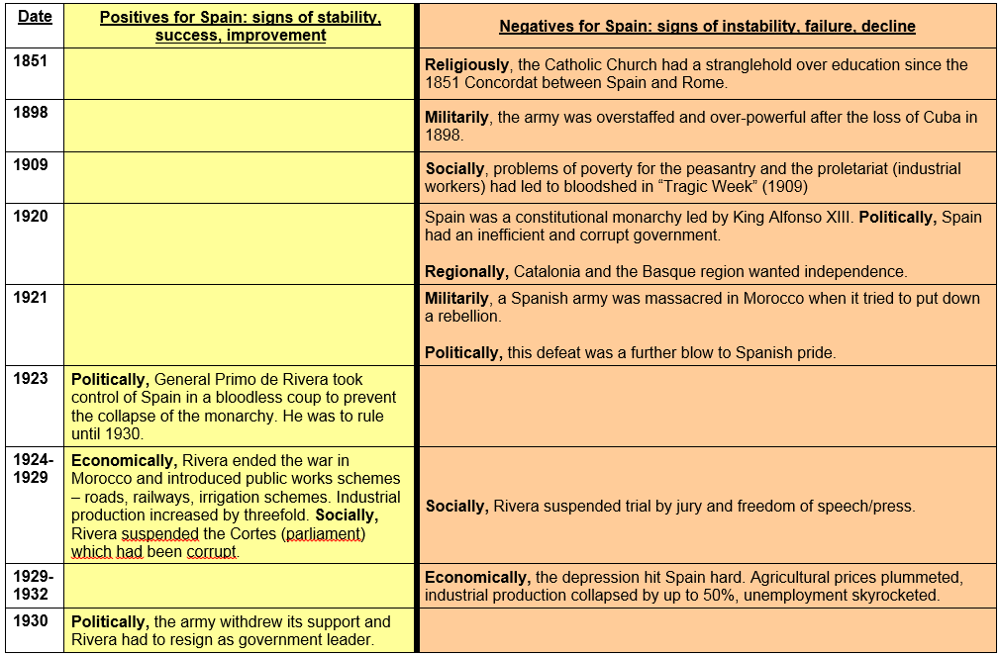 Date
Positives for Spain: signs of stability,
success, improvement
Negatives for Spain: signs of instability, failure, decline
1851
Religiously, the Catholic Church had a stranglehold over education since the
1851 Concordat between Spain and Rome.
1898
Militarily, the army was overstaffed and over-powerful after the loss of Cuba in
1898.
1909
Socially, problems of poverty for the peasantry and the proletariat (industrial
workers) had led to bloodshed in “Tragic Week” (1909)
1920
Spain was a constitutional monarchy led by King Alfonso XIII. Politically, Spain
had an inefficient and corrupt government.
Regionally, Catalonia and the Basque region wanted independence.
1921
Militarily, a Spanish army was massacred in Morocco when it tried to put down
a rebellion.
Politically, this defeat was a further blow to Spanish pride.
1923
Politically, General Primo de Rivera took
control of Spain in a bloodless coup to prevent
the collapse of the monarchy. He was to rule
until 1930.
1924-
1929
Economically, Rivera ended the war in
Morocco and introduced public works schemes
– roads, railways, irrigation schemes. Industrial
production increased by threefold. Socially,
Rivera suspended the Cortes (parliament)
which had been corrupt.
Socially, Rivera suspended trial by jury and freedom of speech/press.
1929-
1932
Economically, the depression hit Spain hard. Agricultural prices plummeted,
industrial production collapsed by up to 50%, unemployment skyrocketed.
1930
Politically, the army withdrew its support and
Rivera had to resign as government leader.